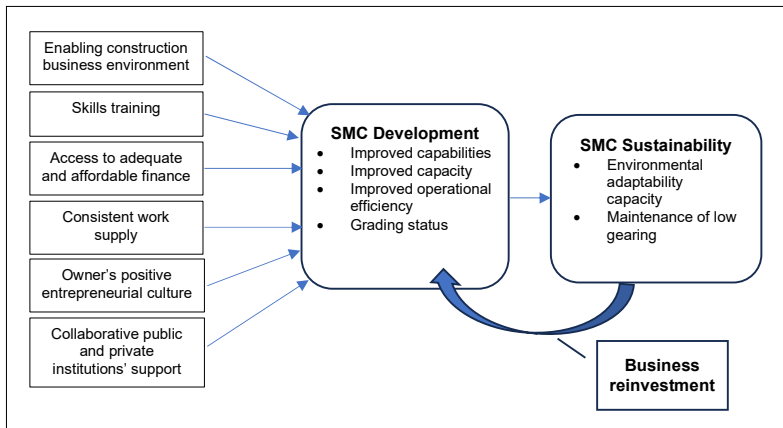 Enabling construction
business environment
Skills training
Access to adequate
and affordable finance
Consistent work
supply
Owner's positive
entrepreneurial culture
Collaborative public
and private
institutions' support
SMC Development
• Improved capabilities
• Improved capacity
• Improved operational
efficiency
• Grading status
SMC Sustainability
• Environmental
adaptability
capacity
• Maintenance of low
gearing
Business
reinvestment